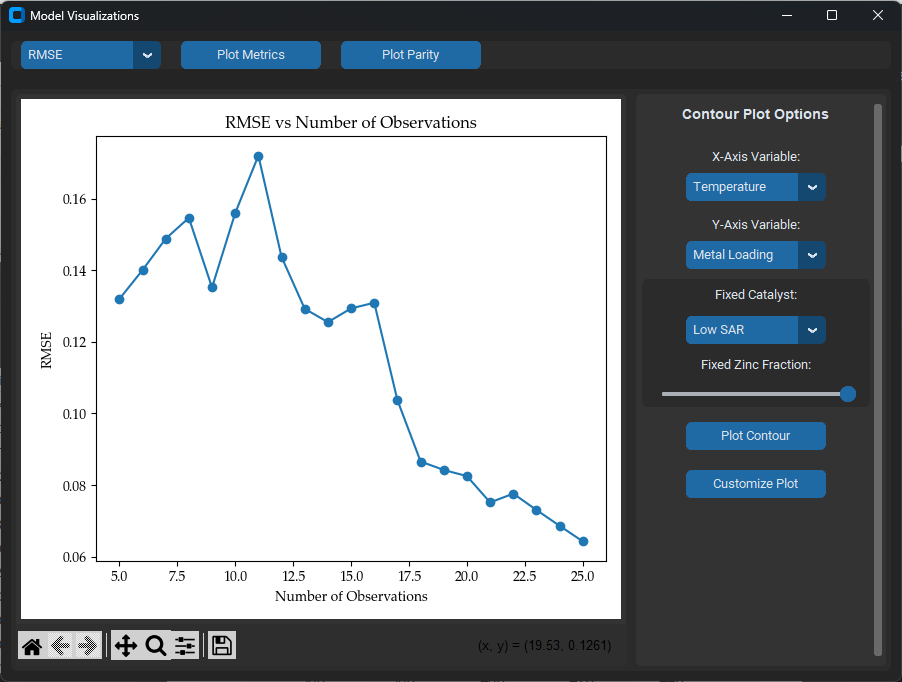 Model Visualizations
RMSE
Plot Metrics
Plot Parity
RMSE vs Number of Observations
RMSE
0.16
0.14
0.12
0.10
0.08
0.06
5.0 7.5 10.0 12.5 15.0 17.5 20.0 22.5 25.0
Number of Observations
(x, y) = (19.53, 0.1261)
Contour Plot Options
X-Axis Variable:
Temperature
Y-Axis Variable:
Metal Loading
Fixed Catalyst:
Low SAR
Fixed Zinc Fraction:
Plot Contour
Customize Plot